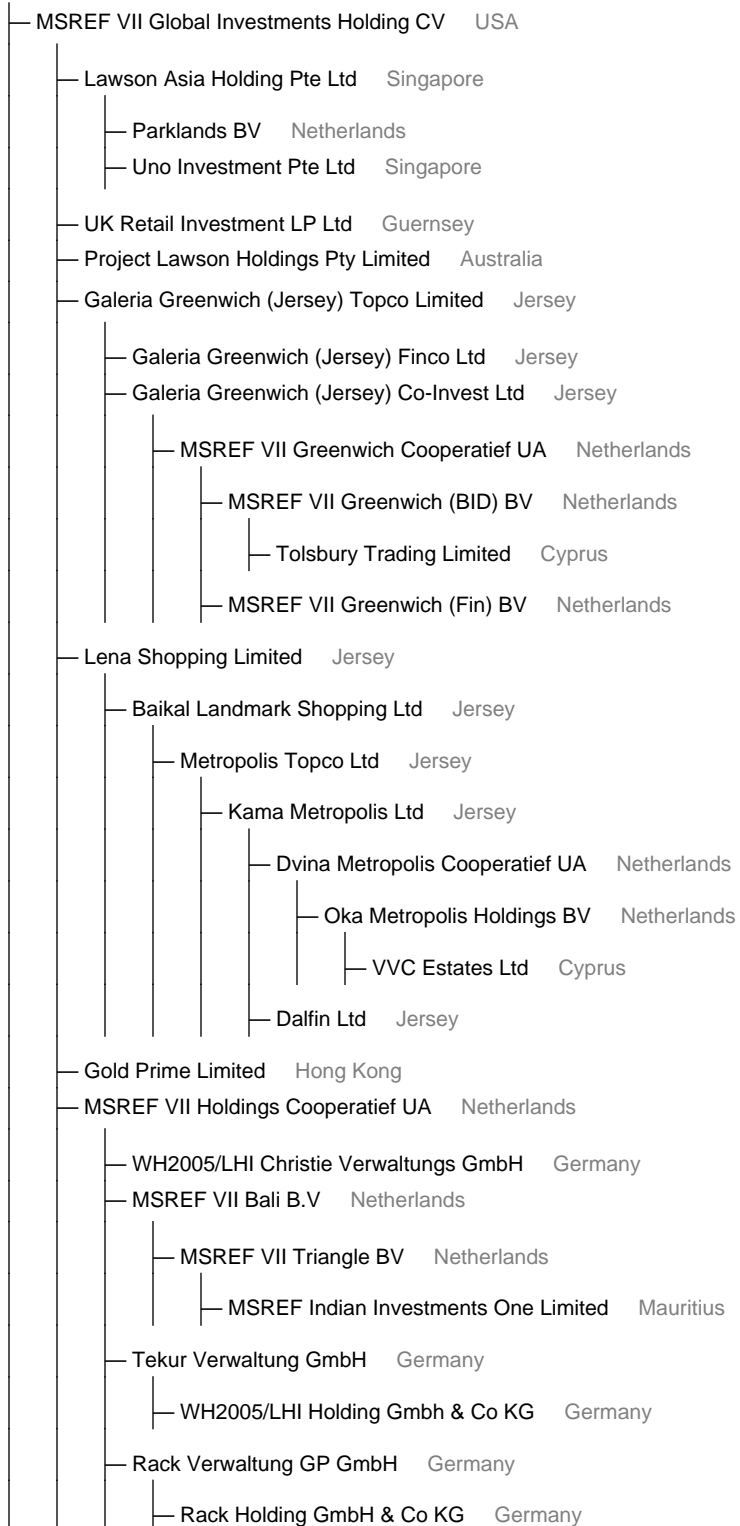 MSREF VII Global Investments Holding CV USA
Lawson Asia Holding Pte Ltd Singapore
Parklands BV Netherlands
Uno Investment Pte Ltd Singapore
UK Retail Investment LP Ltd Guernsey
Project Lawson Holdings Pty Limited Australia
Galeria Greenwich (Jersey) Topco Limited Jersey
Galeria Greenwich (Jersey) Finco Ltd Jersey
Galeria Greenwich (Jersey) Co-Invest Ltd Jersey
MSREF VII Greenwich Cooperatief UA Netherlands
MSREF VII Greenwich (BID) BV Netherlands
Tolsbury Trading Limited Cyprus
MSREF VII Greenwich (Fin) BV Netherlands
Lena Shopping Limited Jersey
Baikal Landmark Shopping Ltd Jersey
Metropolis Topco Ltd Jersey
Kama Metropolis Ltd Jersey
Dvina Metropolis Cooperatief UA Netherlands
Oka Metropolis Holdings BV Netherlands
VVC Estates Ltd Cyprus
Dalfin Ltd Jersey
Gold Prime Limited Hong Kong
MSREF VII Holdings Cooperatief UA Netherlands
WH2005/LHI Christie Verwaltungs GmbH Germany
MSREF VII Bali B.V Netherlands
MSREF VII Triangle BV Netherlands
MSREF Indian Investments One Limited Mauritius
Tekur Verwaltung GmbH Germany
WH2005/LHI Holding Gmbh & Co KG Germany
Rack Verwaltung GP GmbH Germany
Rack Holding GmbH & Co KG Germany